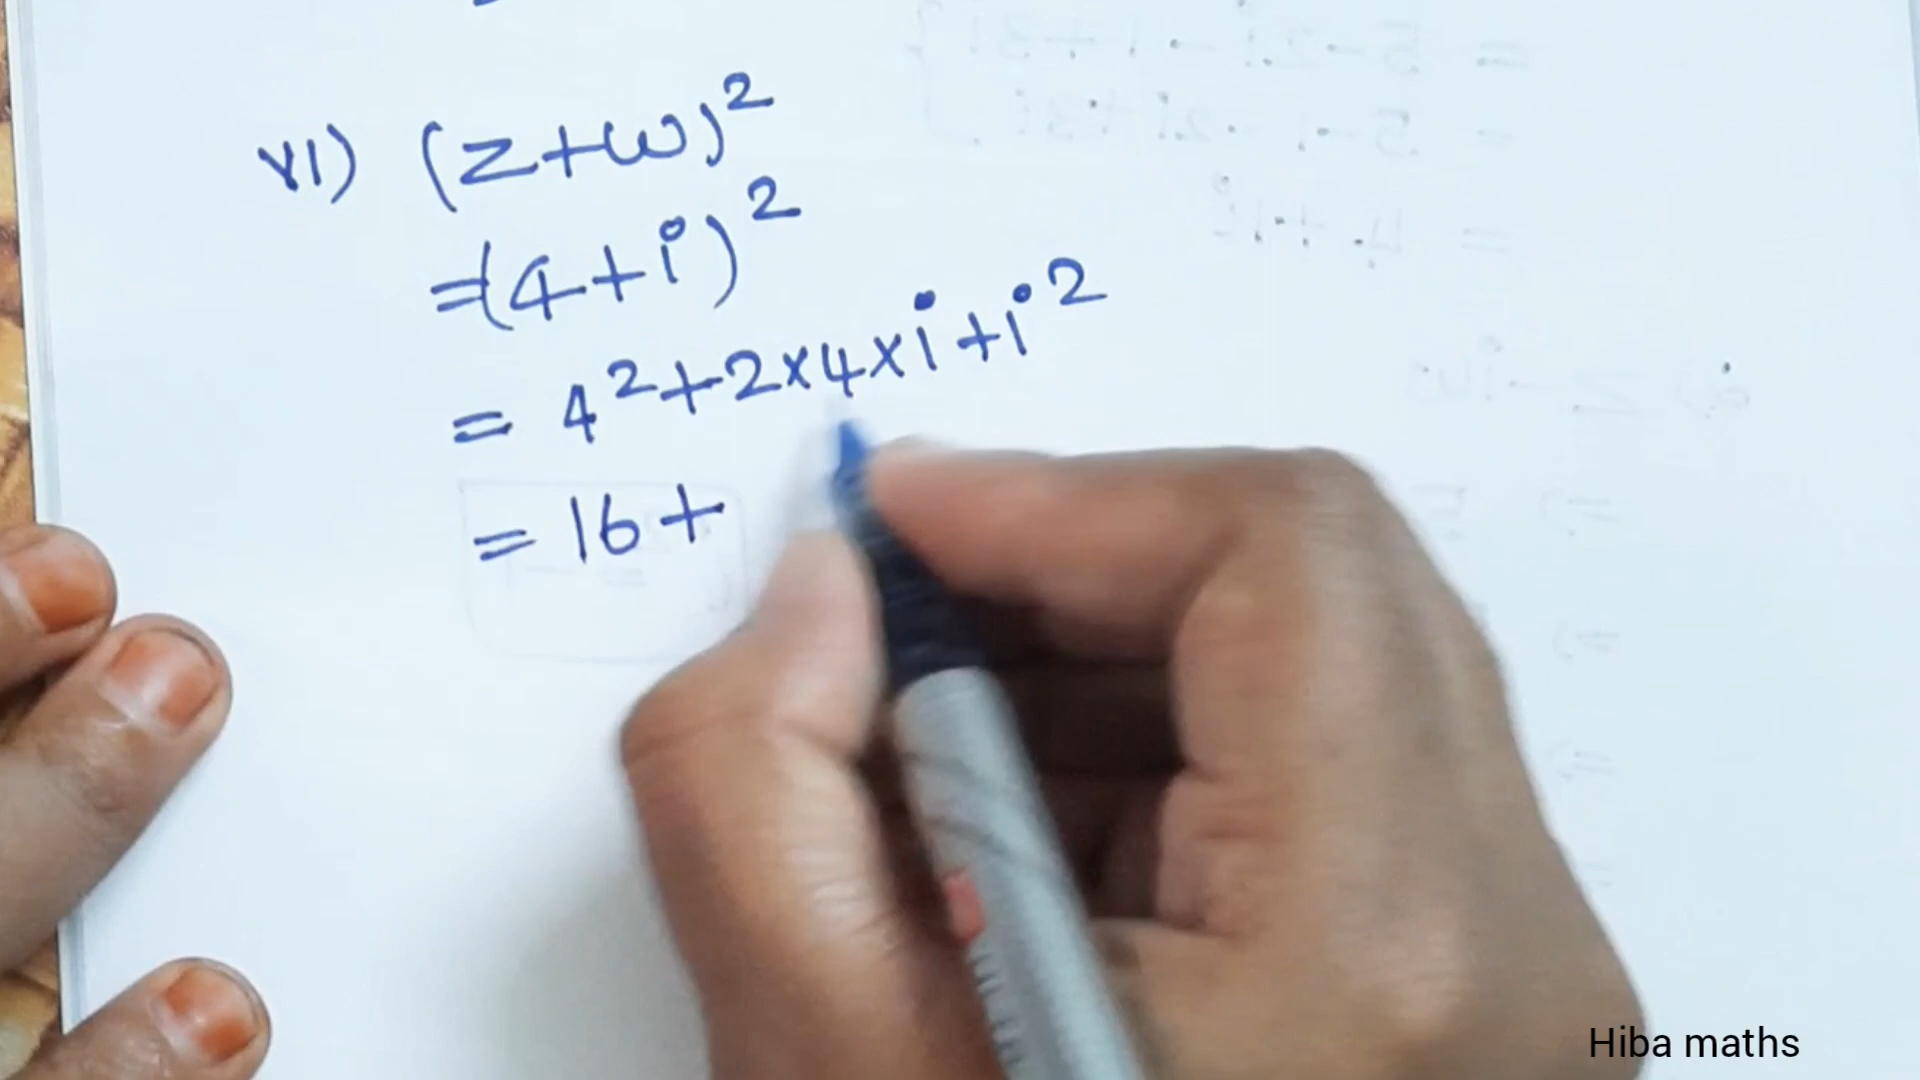 VI) (z+w)²
=(4+i)²
= 4²+2×4×i+i²
= 16+
Hiba maths